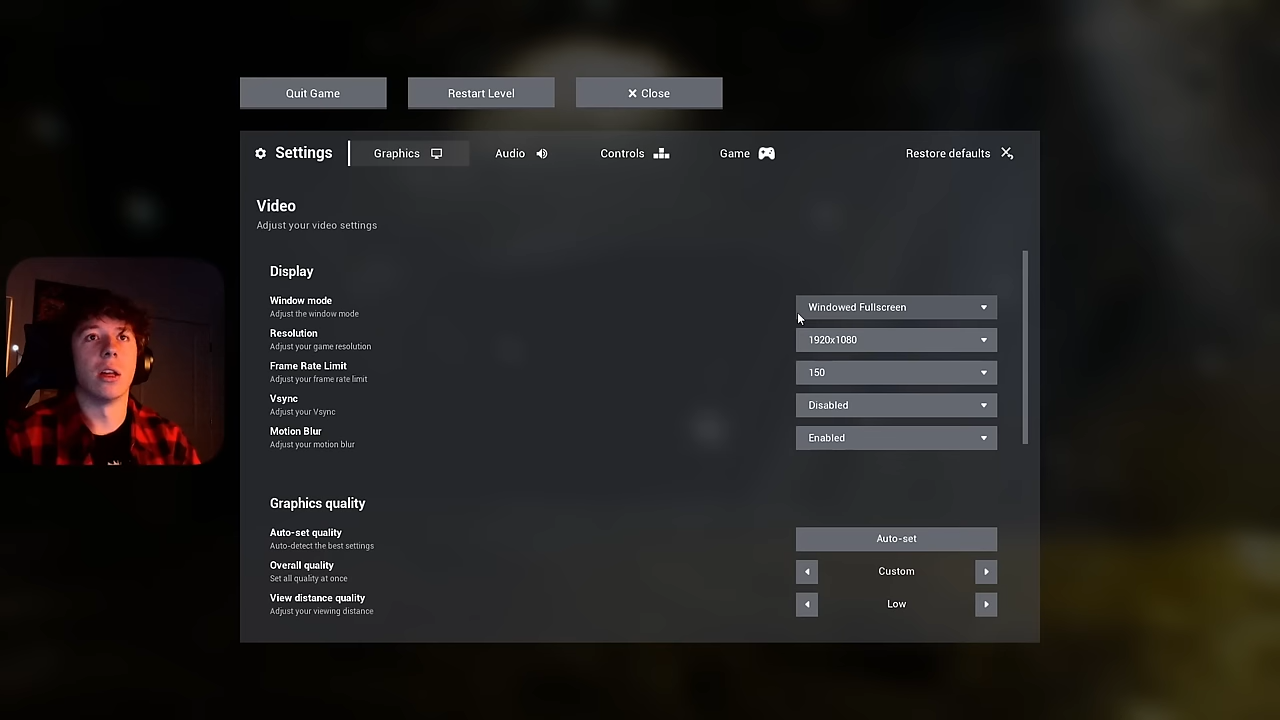 Quit Game
Restart Level
Close
Settings
Graphics
Audio
Controls
Game
Restore defaults
Video
Adjust your video settings
Display
Window mode
Adjust the window mode
Windowed Fullscreen
Resolution
Adjust your game resolution
1920x1080
Frame Rate Limit
Adjust your frame rate limit
150
Vsync
Adjust your Vsync
Disabled
Motion Blur
Adjust your motion blur
Enabled
Graphics quality
Auto-set quality
Auto-detect the best settings
Auto-set
Overall quality
Set all quality at once
Custom
View distance quality
Adjust your viewing distance
Low